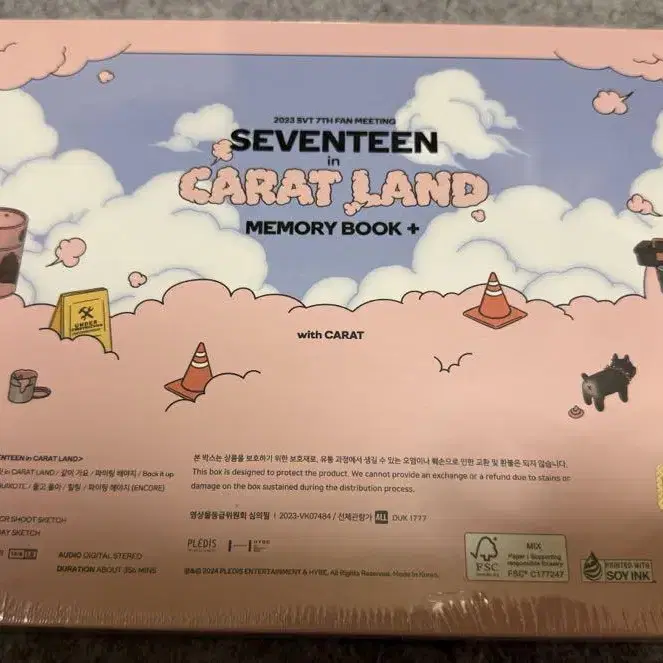 2023 SVT 7TH FAN MEETING
SEVENTEEN
in
CARAT LAND
MEMORY BOOK +
UNDER
with CARAT
in CARAT LAND>
in CARAT LAND / 같이 가요 / 파이팅 해야지 / Back it up
울고 싶지 / 힐링 / 파이팅 해야지 (ENCORE)
SHOOT SKETCH
SKETCH
AUDIO DIGITAL STEREO
DURATION ABOUT 356 MINS
본 박스는 상품을 보호하기 위한 보호재로, 유통 과정에서 생길 수 있는 오염이나 훼손으로 인한 교환 및 환불은 되지 않습니다.
This box is designed to protect the product. We cannot provide an exchange or a refund due to stains or
damage on the box sustained during the distribution process.
영상물등급위원회 심의필 | 2023-VK07484 / 전체관람가 ALL DUK 1777
PLEDIS HYBE
2024 PLEDIS ENTERTAINMENT & HYBE. All Rights Reserved. Made in Korea.
FSC
MIX
Paper | Supporting
responsible forestry
FSC® C177247
PRINTED WITH
SOY INK